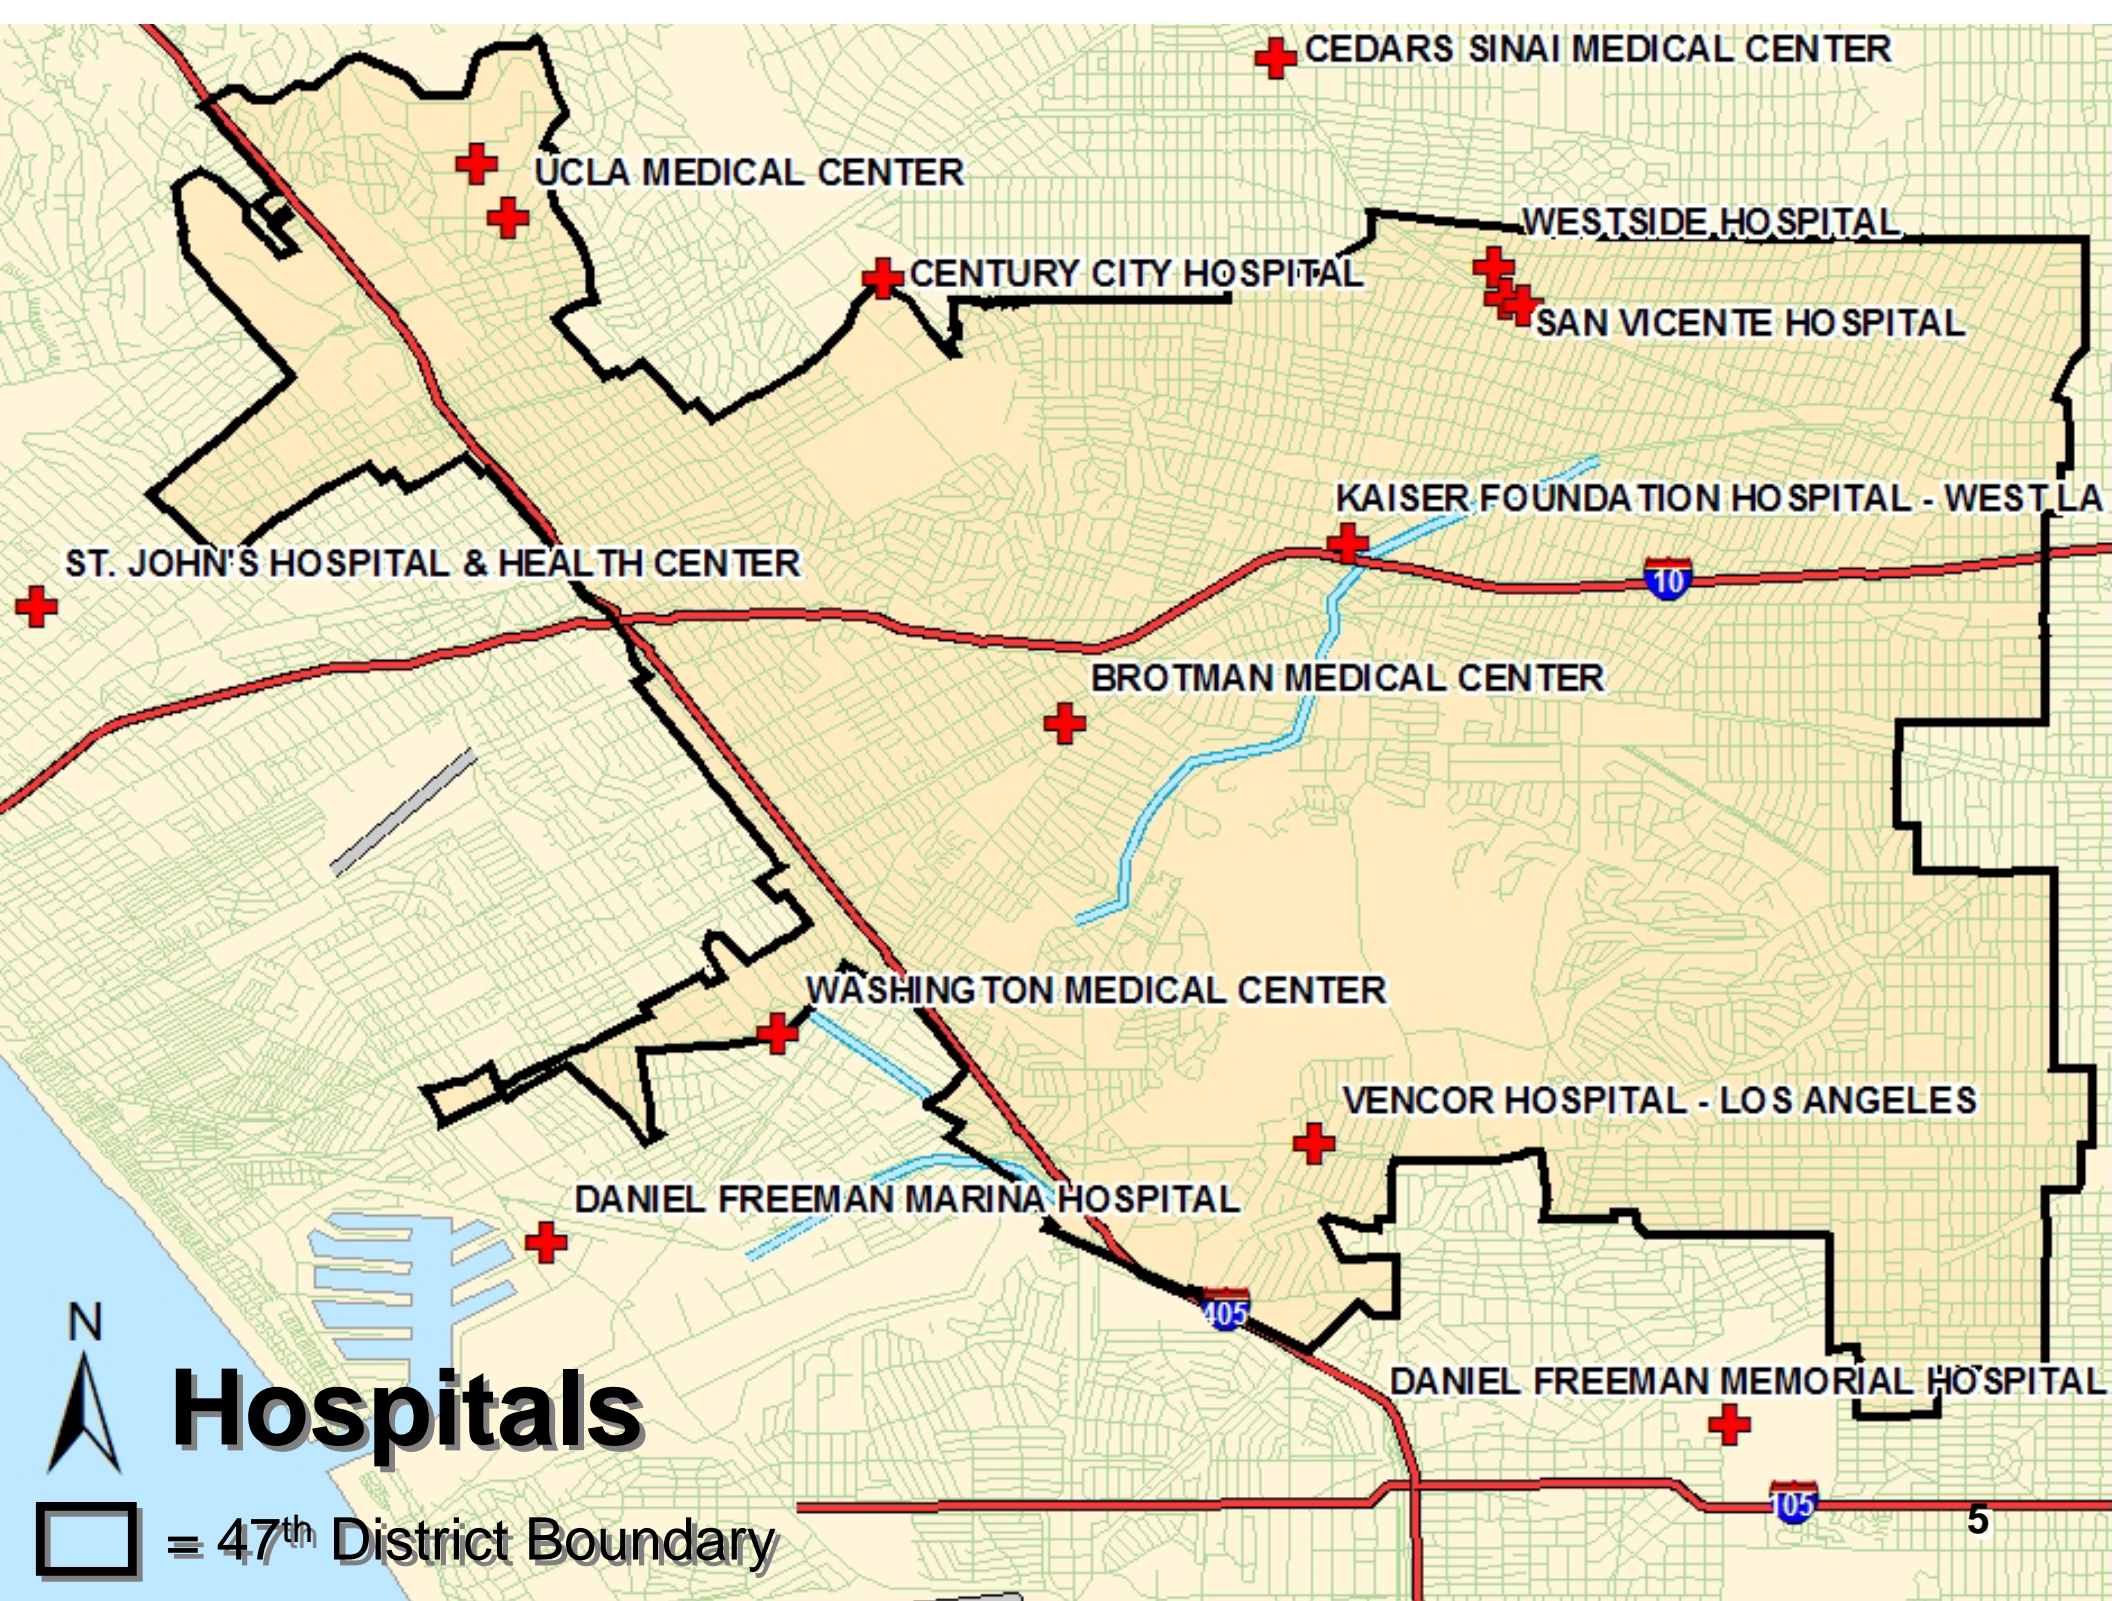 CEDARS SINAI MEDICAL CENTER
UCLA MEDICAL CENTER
WESTSIDE HOSPITAL
CENTURY CITY HOSPITAL
SAN VICENTE HOSPITAL
KAISER FOUNDATION HOSPITAL - WEST LA
ST. JOHN'S HOSPITAL & HEALTH CENTER
10
BROTMAN MEDICAL CENTER
WASHINGTON MEDICAL CENTER
VENCOR HOSPITAL - LOS ANGELES
DANIEL FREEMAN MARINA HOSPITAL
405
N
DANIEL FREEMAN MEMORIAL HOSPITAL
Hospitals
105
5
= 47th District Boundary